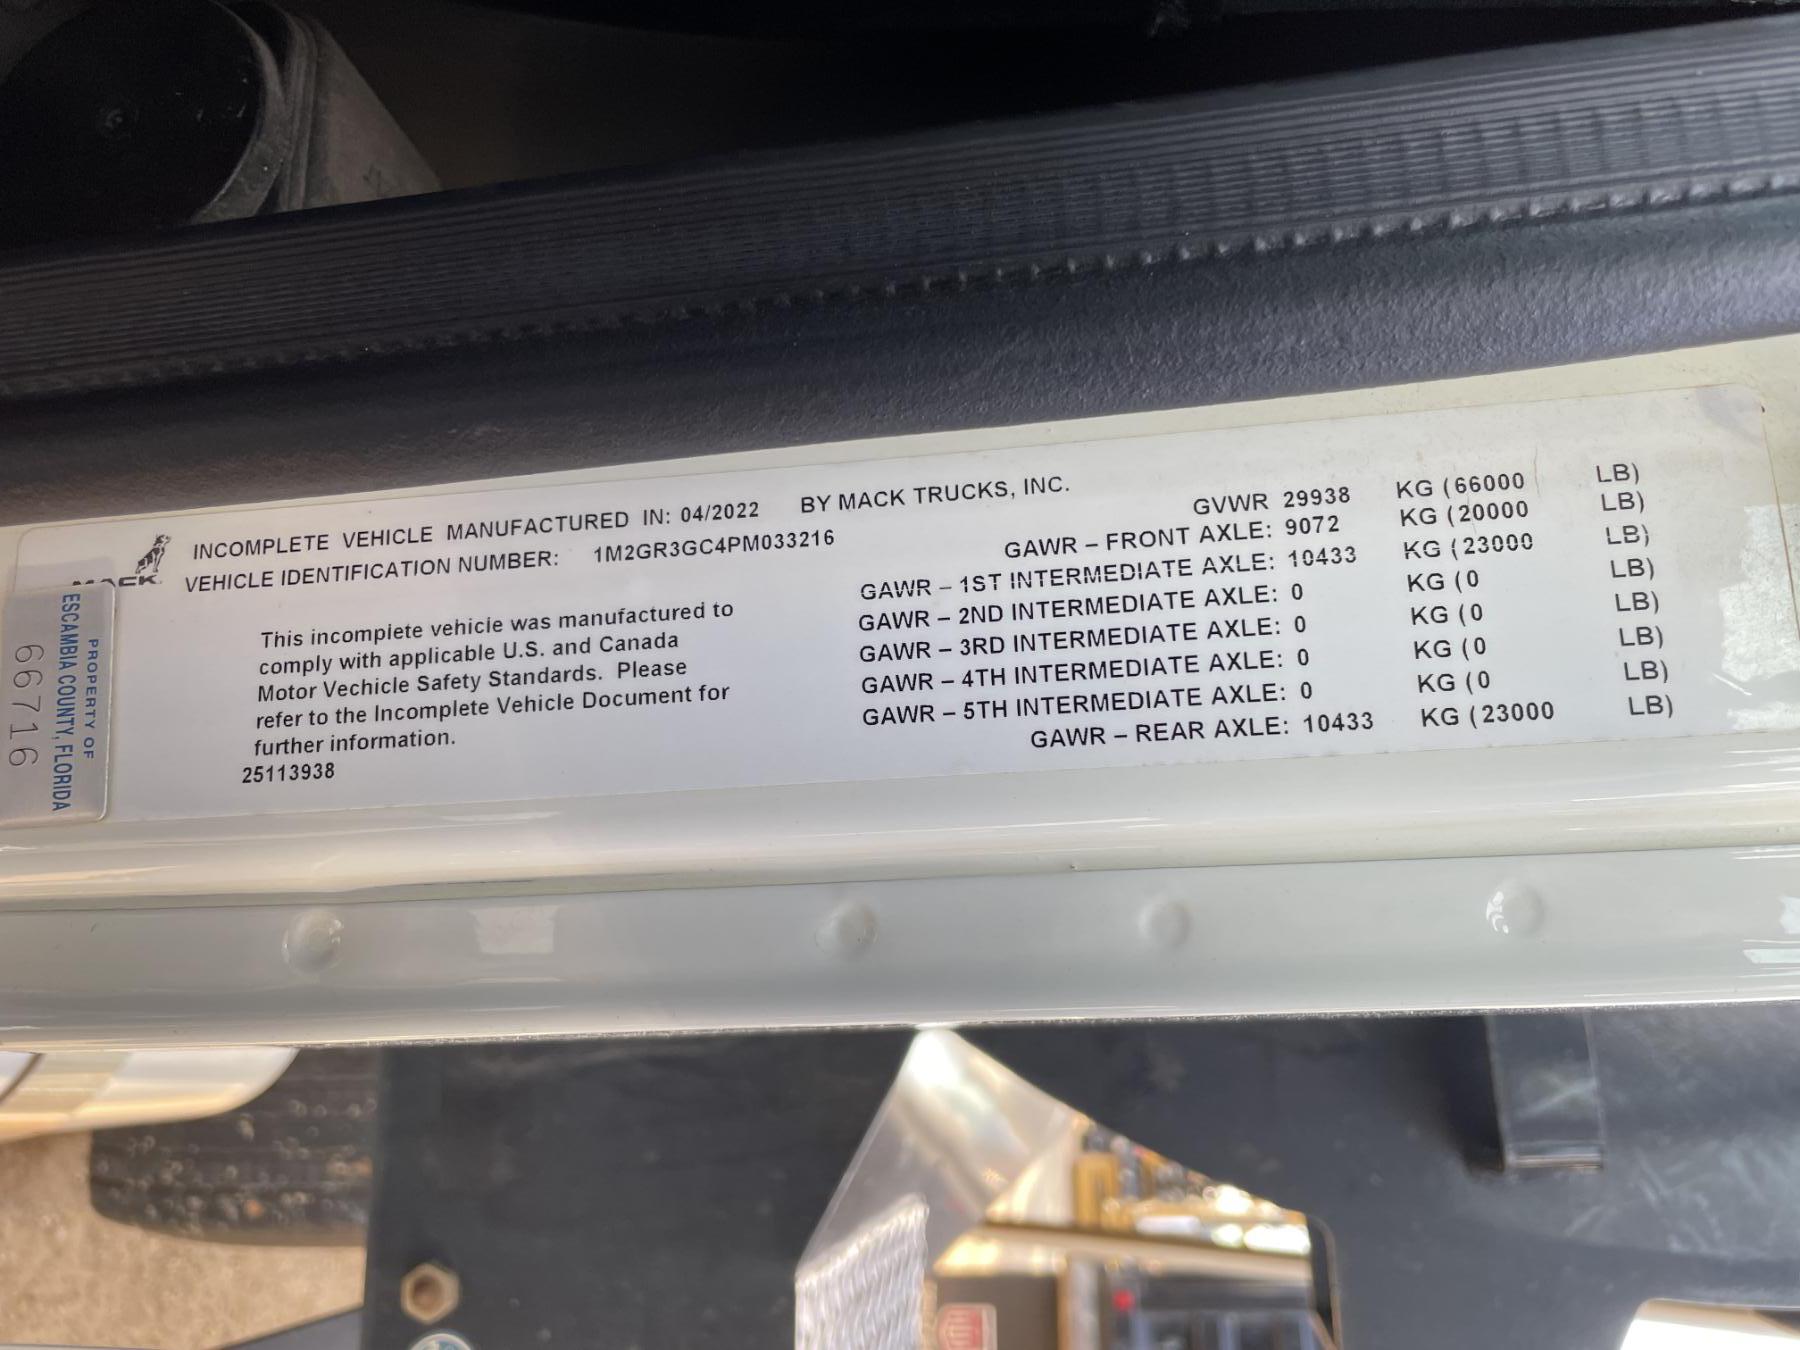 INCOMPLETE VEHICLE MANUFACTURED IN: 04/2022 BY MACK TRUCKS, INC.
VEHICLE IDENTIFICATION NUMBER: 1M2GR3GC4PM033216
MACK
This incomplete vehicle was manufactured to
comply with applicable U.S. and Canada
Motor Vechicle Safety Standards. Please
refer to the Incomplete Vehicle Document for
further information.
25113938
GVWR 29938 KG (66000 LB)
GAWR – FRONT AXLE: 9072 KG (20000 LB)
GAWR – 1ST INTERMEDIATE AXLE: 10433 KG (23000 LB)
GAWR – 2ND INTERMEDIATE AXLE: 0 KG (0 LB)
GAWR – 3RD INTERMEDIATE AXLE: 0 KG (0 LB)
GAWR – 4TH INTERMEDIATE AXLE: 0 KG (0 LB)
GAWR – 5TH INTERMEDIATE AXLE: 0 KG (0 LB)
GAWR – REAR AXLE: 10433 KG (23000 LB)
PROPERTY OF
ESCAMBIA COUNTY, FLORIDA
66716